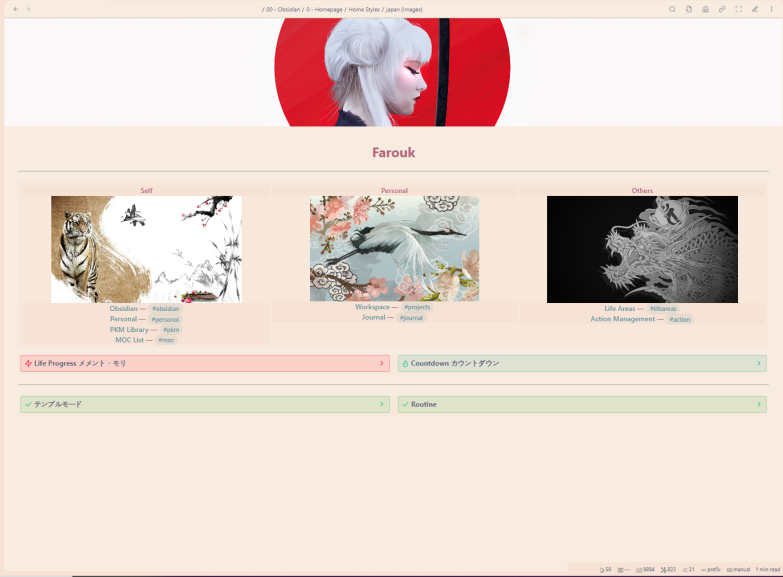 / 00 - Obsidian / 0 - Homepage / Home Styles / japan (images)
Farouk
Self
Personal
Others
Obsidian — #obsidian
Personal — #personal
PKM Library — #pkm
MOC List — #moc
Workspace — #projects
Journal — #journal
Life Areas — #lifeareas
Action Management — #action
Life Progress メメント・モリ
Countdown カウントダウン
テンプルモード
Routine
59 --- 9894 823 21 prefix manual 1 min read